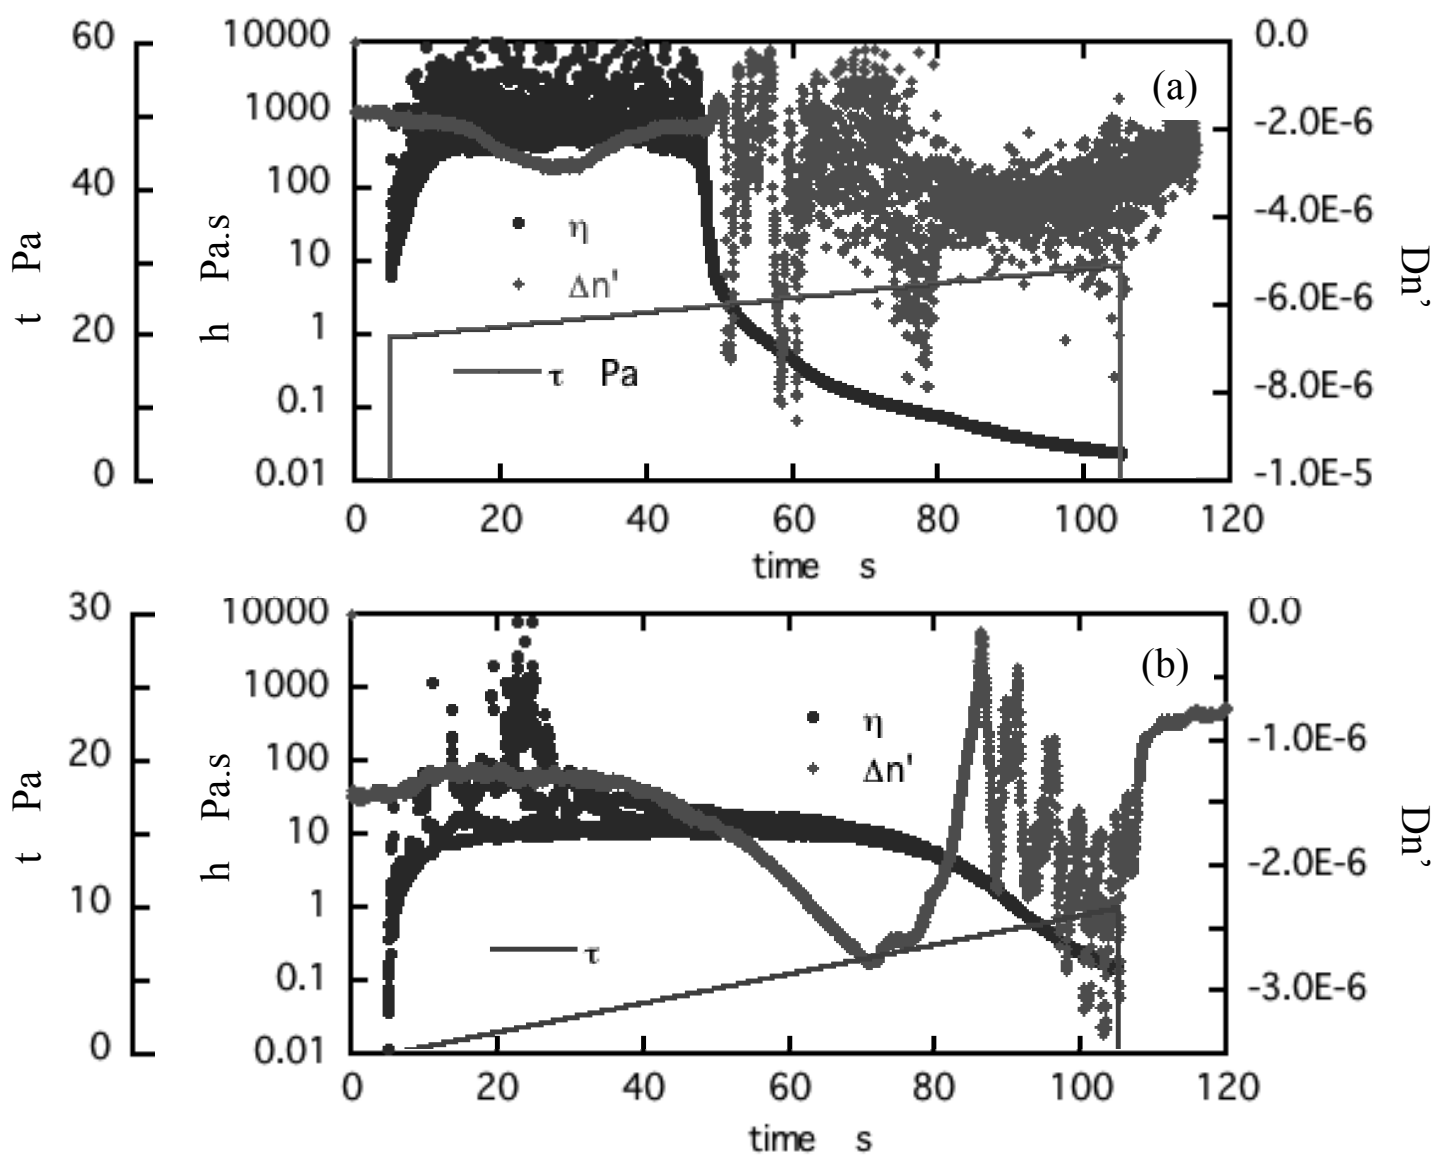 60
40
20
0
t Pa
10000
1000
100
10
1
0.1
0.01
h Pa.s
(a)
η
Δn'
τ Pa
0.0
-2.0E-6
-4.0E-6
-6.0E-6
-8.0E-6
-1.0E-5
Dn’
0 20 40 60 80 100 120
time s
30
20
10
0
t Pa
10000
1000
100
10
1
0.1
0.01
h Pa.s
(b)
η
Δn'
τ
0.0
-1.0E-6
-2.0E-6
-3.0E-6
Dn’
0 20 40 60 80 100 120
time s